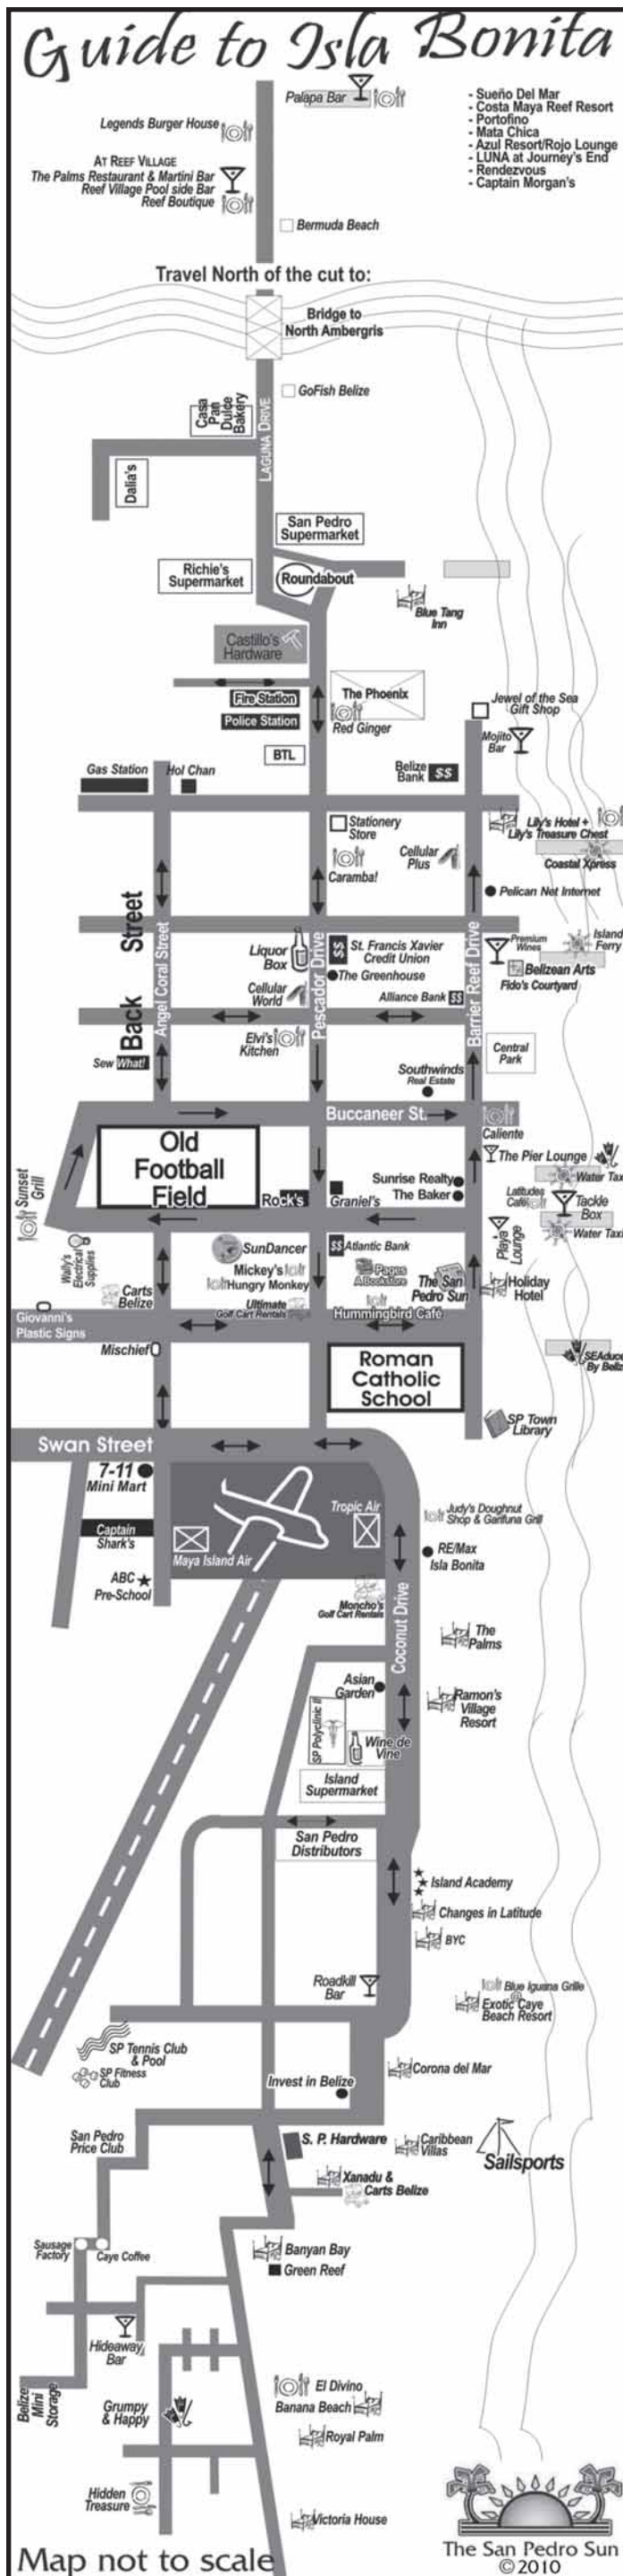 Guide to Isla Bonita
Palapa Bar
- Sueño Del Mar
- Costa Maya Reef Resort
- Portofino
- Mata Chica
- Azul Resort/Rojo Lounge
- LUNA at Journey's End
- Rendezvous
- Captain Morgan's
Legends Burger House
AT REEF VILLAGE
The Palms Restaurant & Martini Bar
Reef Village Pool side Bar
Reef Boutique
Bermuda Beach
Travel North of the cut to:
Bridge to
North Ambergris
GoFish Belize
Casa
Pan
Dulce
Bakery
LAGUNA DRIVE
Dalia's
San Pedro
Supermarket
Richie's
Supermarket
Roundabout
Blue Tang
Inn
Castillo's
Hardware
Fire Station
The Phoenix
Police Station
Red Ginger
Jewel of the Sea
Gift Shop
Mojito
Bar
BTL
Belize
Bank
$$
Gas Station
Hol Chan
Stationery
Store
Lily's Hotel +
Lily's Treasure Chest
Cellular
Plus
Caramba!
Coastal Xpress
Pelican Net Internet
Back Street
Angel Coral Street
Pescador Drive
Barrier Reef Drive
Liquor
Box
$$
St. Francis Xavier
Credit Union
Premium
Wines
Island
Ferry
The Greenhouse
Belizean Arts
Fido's Courtyard
Cellular
World
Alliance Bank
$$
Elvi's
Kitchen
Central
Park
Sew What!
Southwinds
Real Estate
Buccaneer St.
Caliente
Old
Football
Field
The Pier Lounge
Water Taxi
Sunset
Grill
Rock's
Graniel's
Sunrise Realty
The Baker
Latitudes
Café
Tackle
Box
Water Taxi
Playa
Lounge
Wally's
Electrical
Supplies
SunDancer
$$
Atlantic Bank
Mickey's
Hungry Monkey
Pages
A Bookstore
The San
Pedro Sun
Holiday
Hotel
Carts
Belize
Ultimate
Golf Cart Rentals
Hummingbird Café
Giovanni's
Plastic Signs
Mischief
Roman
Catholic
School
SEAduced
By Belize
SP Town
Library
Swan Street
7-11
Mini Mart
Tropic Air
Judy's Doughnut
Shop & Garifuna Grill
Captain
Shark's
Maya Island Air
RE/Max
Isla Bonita
ABC
Pre-School
Moncho's
Golf Cart Rentals
Coconut Drive
The
Palms
Asian
Garden
Ramon's
Village
Resort
SP Polyclinic II
Wine de
Vine
Island
Supermarket
San Pedro
Distributors
Island Academy
Changes in Latitude
BYC
Roadkill
Bar
Blue Iguana Grille
Exotic Caye
Beach Resort
SP Tennis Club
& Pool
SP Fitness
Club
Corona del Mar
Invest in Belize
San Pedro
Price Club
S. P. Hardware
Caribbean
Villas
Sailsports
Xanadu &
Carts Belize
Sausage
Factory
Caye Coffee
Banyan Bay
Green Reef
Hideaway
Bar
Belize
Mini
Storage
Grumpy
& Happy
El Divino
Banana Beach
Royal Palm
Hidden
Treasure
Victoria House
Map not to scale
The San Pedro Sun
©2010